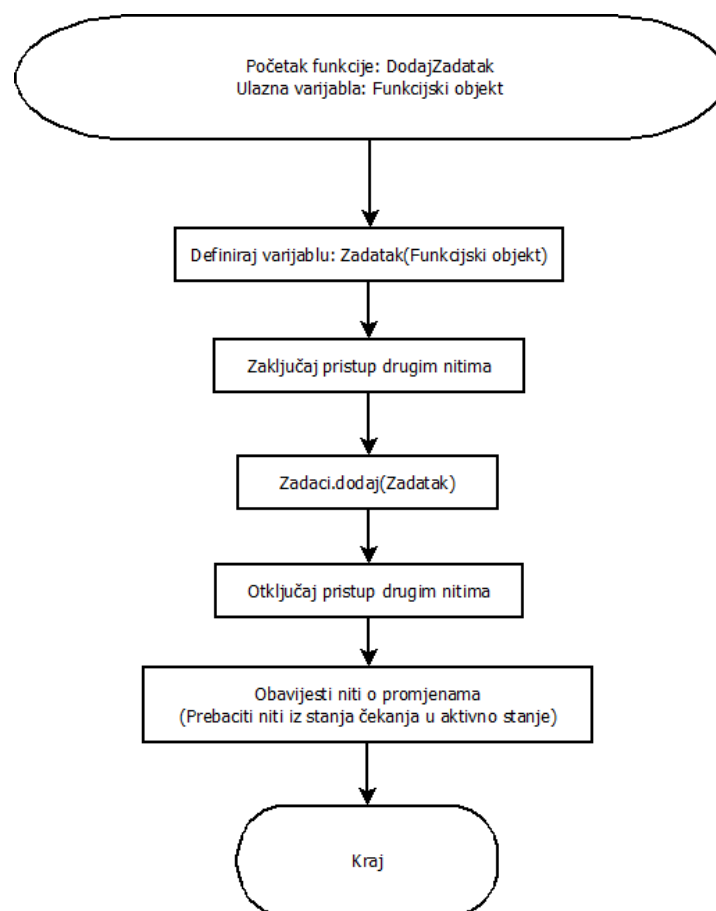 Početak funkcije: DodajZadatak
Ulazna varijabla: Funkcijski objekt
Definiraj varijablu: Zadatak(Funkcijski objekt)
Zaključaj pristup drugim nitima
Zadaci.dodaj(Zadatak)
Otključaj pristup drugim nitima
Obavijesti niti o promjenama
(Prebaciti niti iz stanja čekanja u aktivno stanje)
Kraj